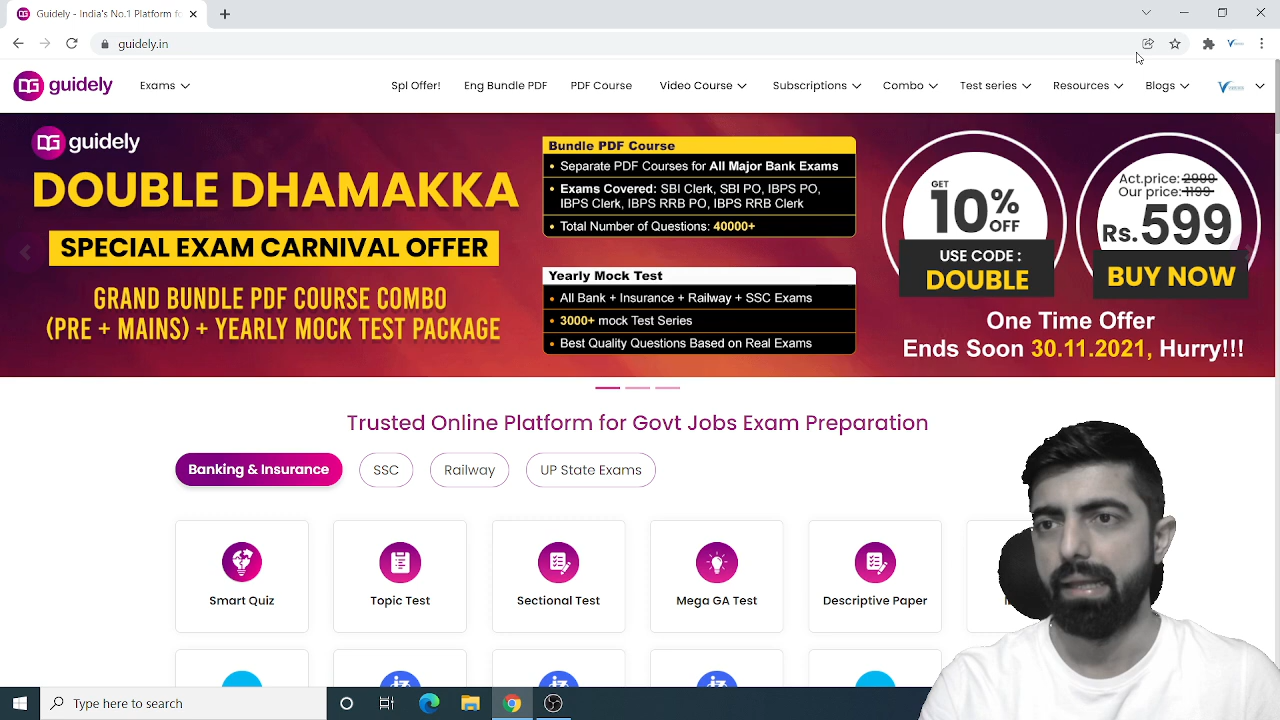 Guidely - India's No.1 Platform fo
guidely.in
guidely
Exams
Spl Offer!
Eng Bundle PDF
PDF Course
Video Course
Subscriptions
Combo
Test series
Resources
Blogs
guidely
DOUBLE DHAMAKKA
SPECIAL EXAM CARNIVAL OFFER
GRAND BUNDLE PDF COURSE COMBO
(PRE + MAINS) + YEARLY MOCK TEST PACKAGE
Bundle PDF Course
• Separate PDF Courses for All Major Bank Exams
• Exams Covered: SBI Clerk, SBI PO, IBPS PO,
IBPS Clerk, IBPS RRB PO, IBPS RRB Clerk
• Total Number of Questions: 40000+
Yearly Mock Test
• All Bank + Insurance + Railway + SSC Exams
• 3000+ mock Test Series
• Best Quality Questions Based on Real Exams
GET
10% OFF
USE CODE :
DOUBLE
Act.price: 2999
Our price: 1199
Rs.599
BUY NOW
One Time Offer
Ends Soon 30.11.2021, Hurry!!!
Trusted Online Platform for Govt Jobs Exam Preparation
Banking & Insurance
SSC
Railway
UP State Exams
Smart Quiz
Topic Test
Sectional Test
Mega GA Test
Descriptive Paper
Type here to search